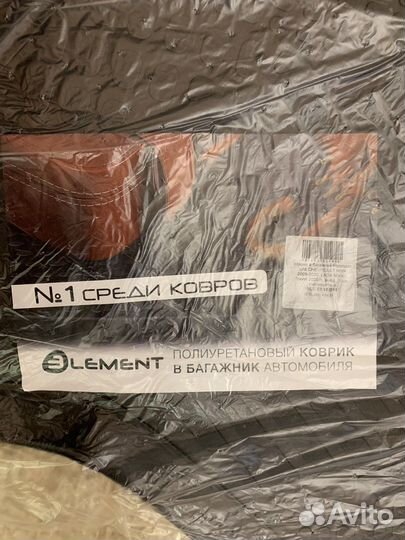 №1 СРЕДИ КОВРОВ
ELEMENT
ПОЛИУРЕТАНОВЫЙ КОВРИК
В БАГАЖНИК АВТОМОБИЛЯ
Avito